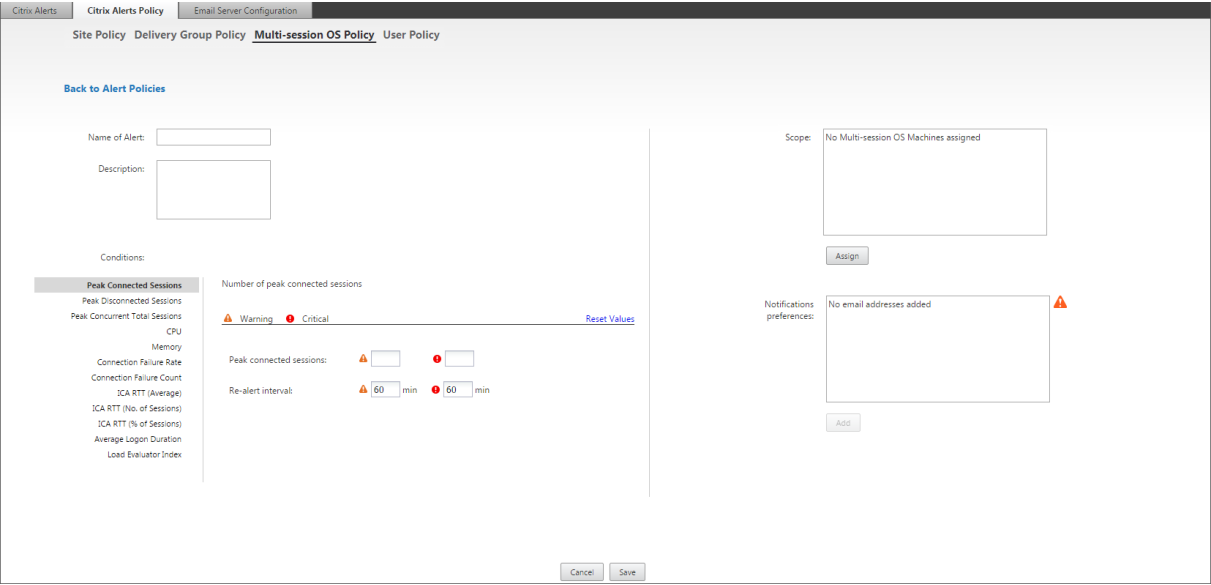 Citrix Alerts Citrix Alerts Policy Email Server Configuration
Site Policy Delivery Group Policy Multi-session OS Policy User Policy
Back to Alert Policies
Name of Alert:
Description:
Conditions:
Peak Connected Sessions
Peak Disconnected Sessions
Peak Concurrent Total Sessions
CPU
Memory
Connection Failure Rate
Connection Failure Count
ICA RTT (Average)
ICA RTT (No. of Sessions)
ICA RTT (% of Sessions)
Average Logon Duration
Load Evaluator Index
Number of peak connected sessions
Warning Critical Reset Values
Peak connected sessions:
Re-alert interval: 60 min 60 min
Scope: No Multi-session OS Machines assigned
Assign
Notifications preferences: No email addresses added
Add
Cancel Save